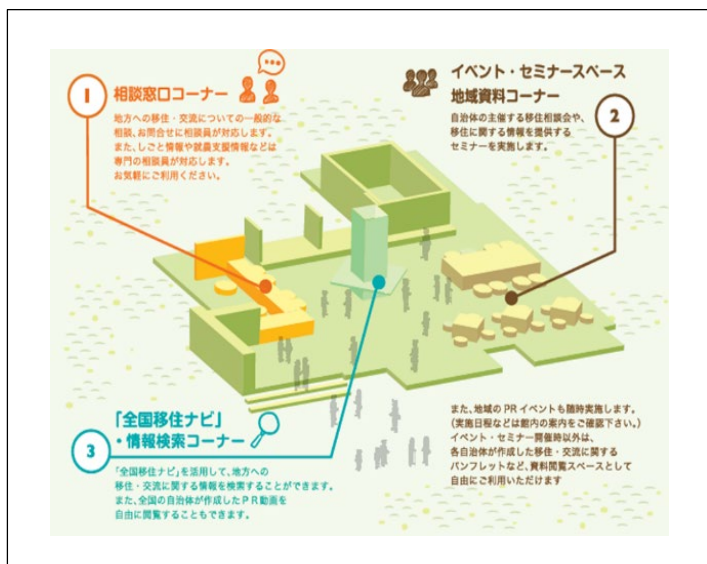 1
相談窓口コーナー
地方への移住・交流についての一般的な
相談、お問合せに相談員が対応します。
また、しごと情報や就農支援情報などは
専門の相談員が対応します。
お気軽にご利用ください。
イベント・セミナースペース
地域資料コーナー
2
自治体の主催する移住相談会や、
移住に関する情報を提供する
セミナーを実施します。
また、地域のPRイベントも随時実施します。
(実施日程などは館内の案内をご確認下さい。)
イベント・セミナー開催時以外は、
各自治体が作成した移住・交流に関する
パンフレットなど、資料閲覧スペースとして
自由にご利用いただけます
3
「全国移住ナビ」
・情報検索コーナー
「全国移住ナビ」を活用して、地方への
移住・交流に関する情報を検索することができます。
また、全国の自治体が作成したPR動画を
自由に閲覧することもできます。